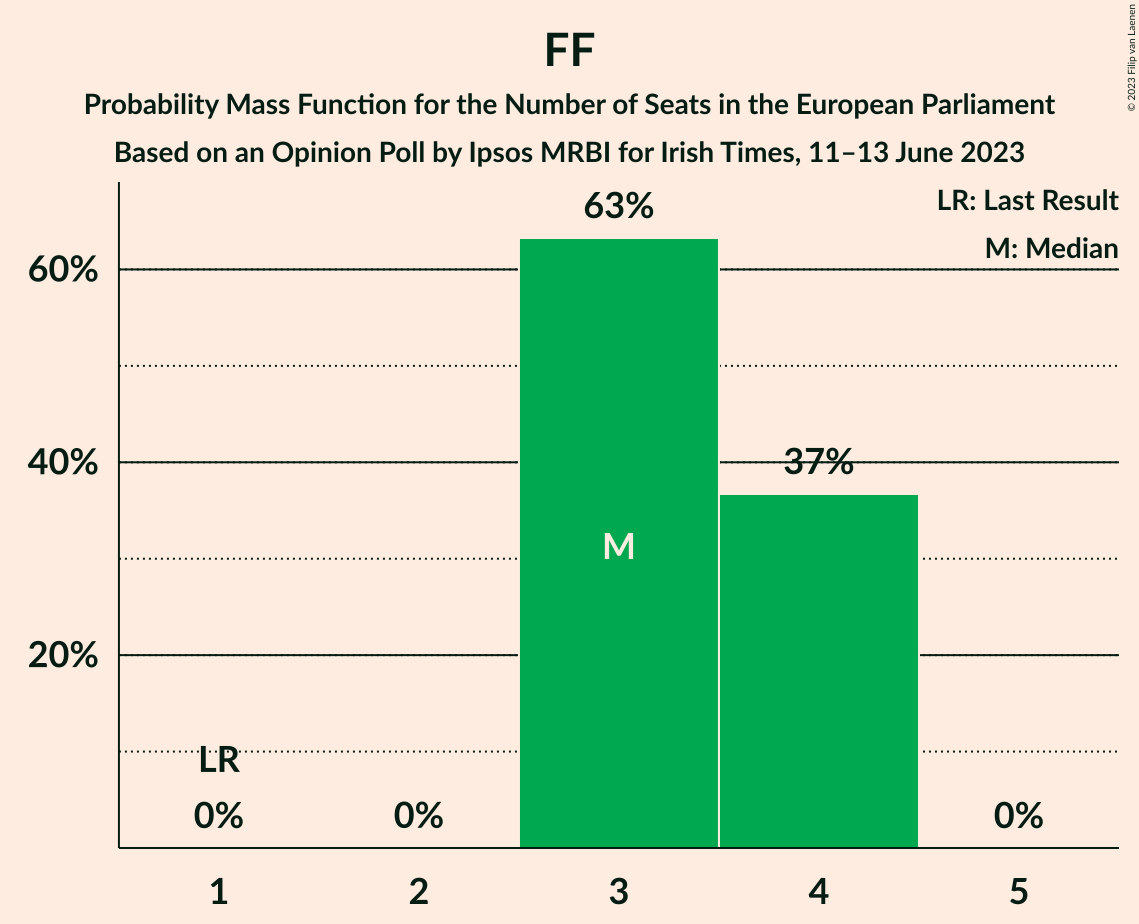 FF
Probability Mass Function for the Number of Seats in the European Parliament
Based on an Opinion Poll by Ipsos MRBI for Irish Times, 11–13 June 2023
© 2023 Filip van Laenen
LR: Last Result
M: Median
63%
60%
40%
37%
M
20%
LR
0%
0%
0%
1
2
3
4
5